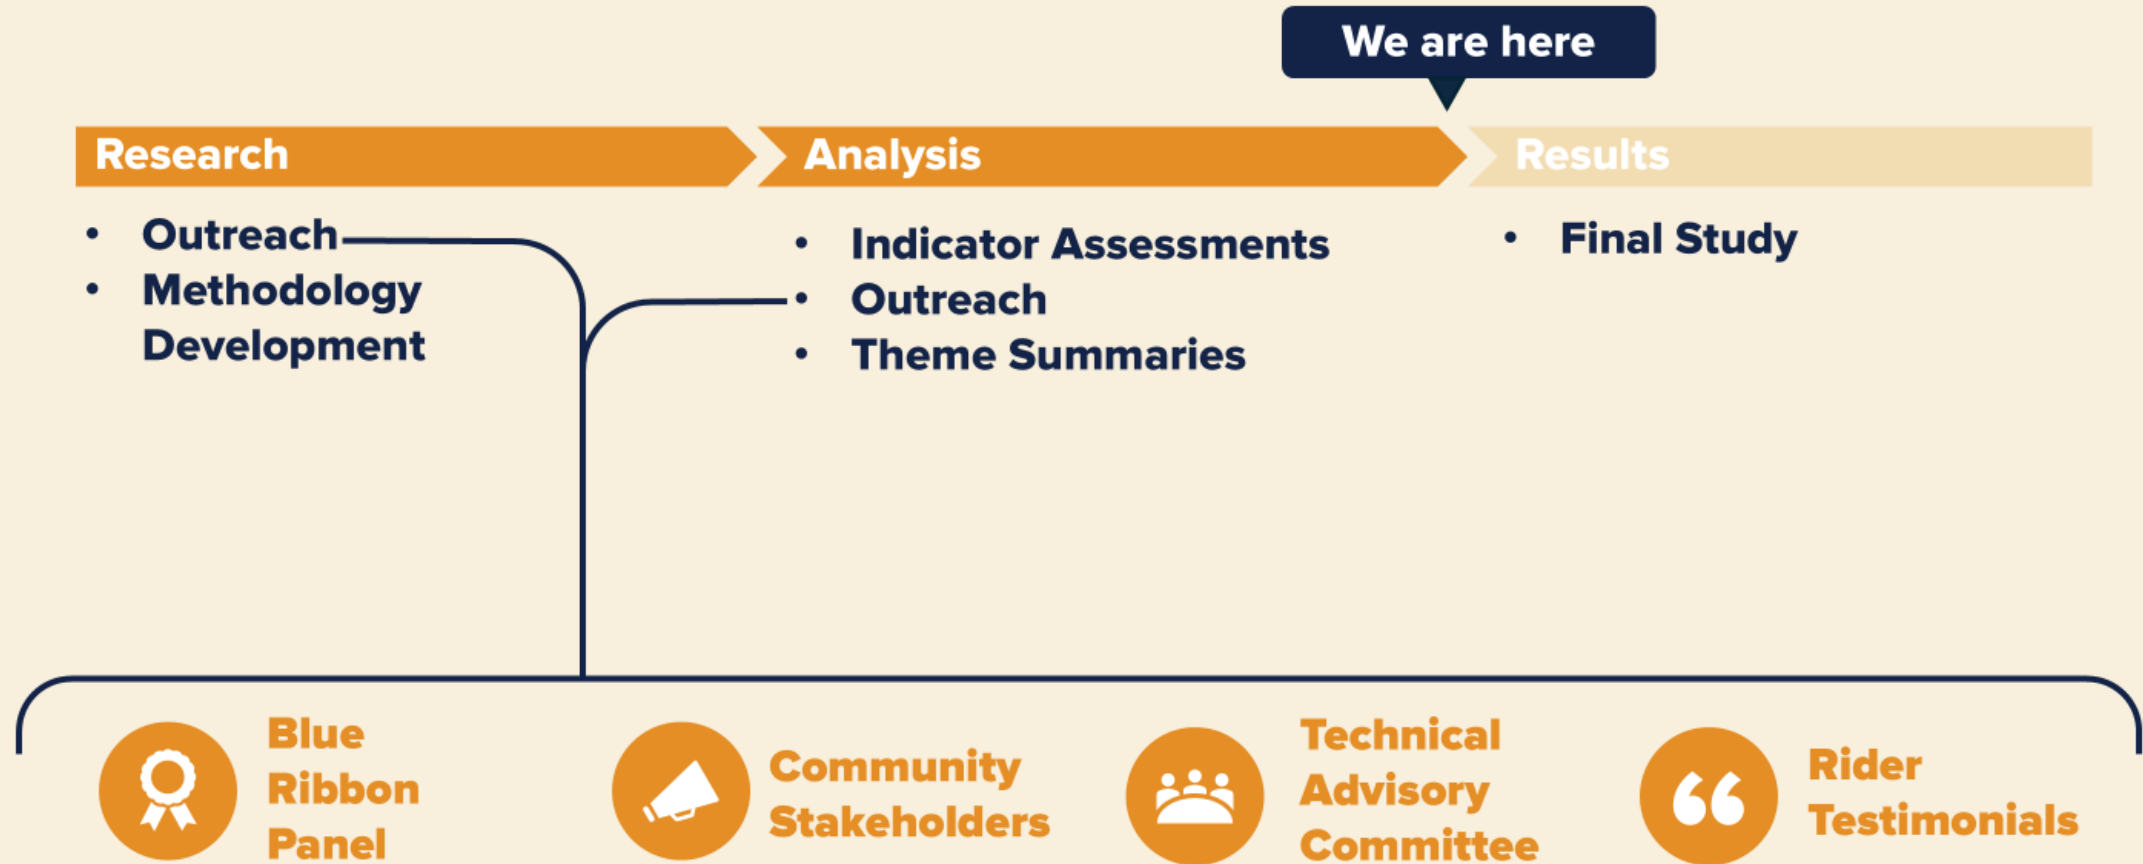 We are here
Research
Analysis
Results
• Outreach
• Methodology
Development
• Indicator Assessments
• Outreach
• Theme Summaries
• Final Study
Blue
Ribbon
Panel
Community
Stakeholders
Technical
Advisory
Committee
Rider
Testimonials